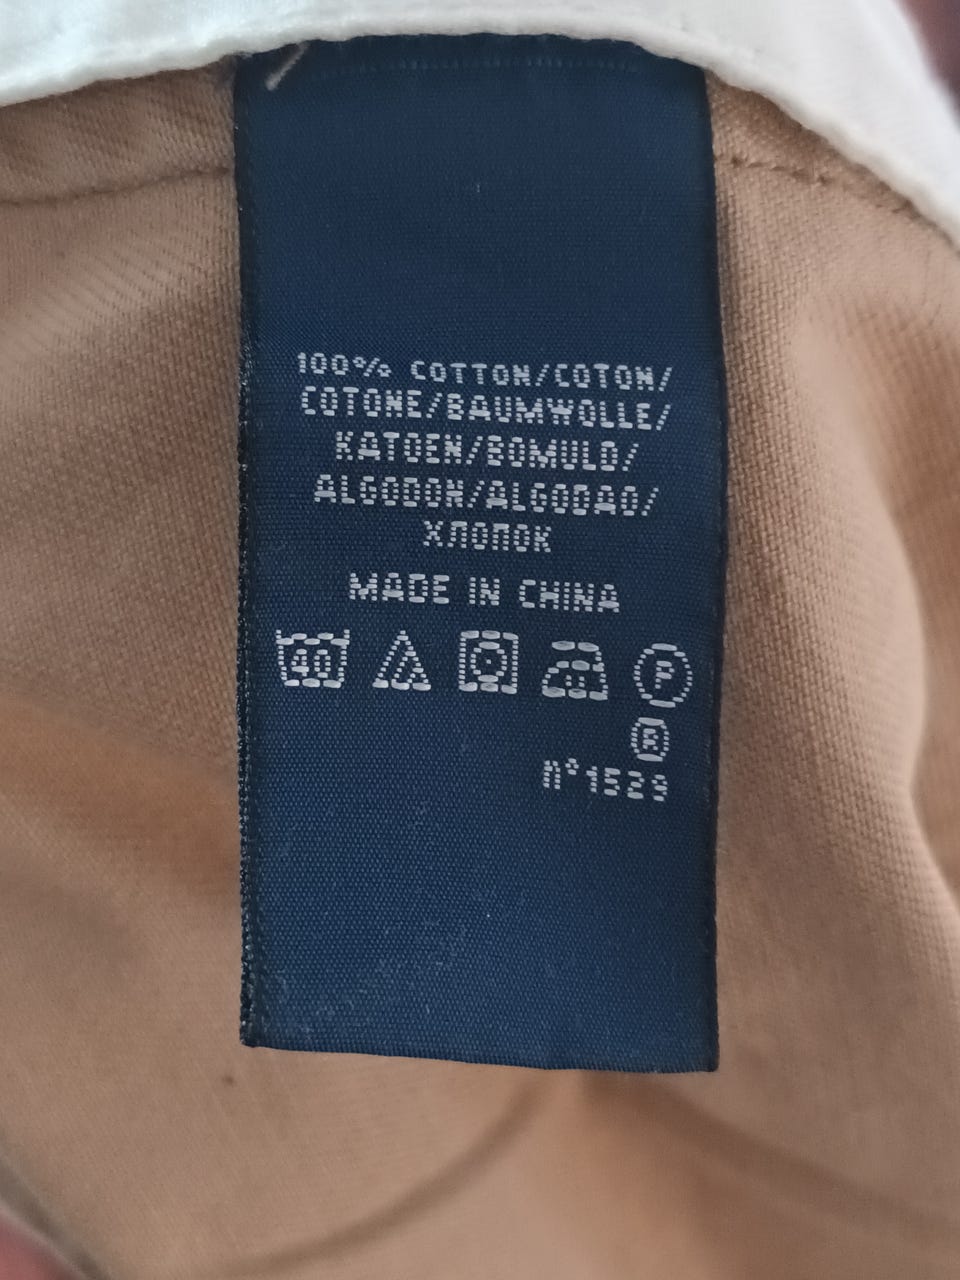 100% COTTON/COTON/
COTONE/BAUMWOLLE/
KATOEN/BOMULD/
ALGODON/ALGODAO/
ХЛОПОК
MADE IN CHINA
40
P
R
n°1529